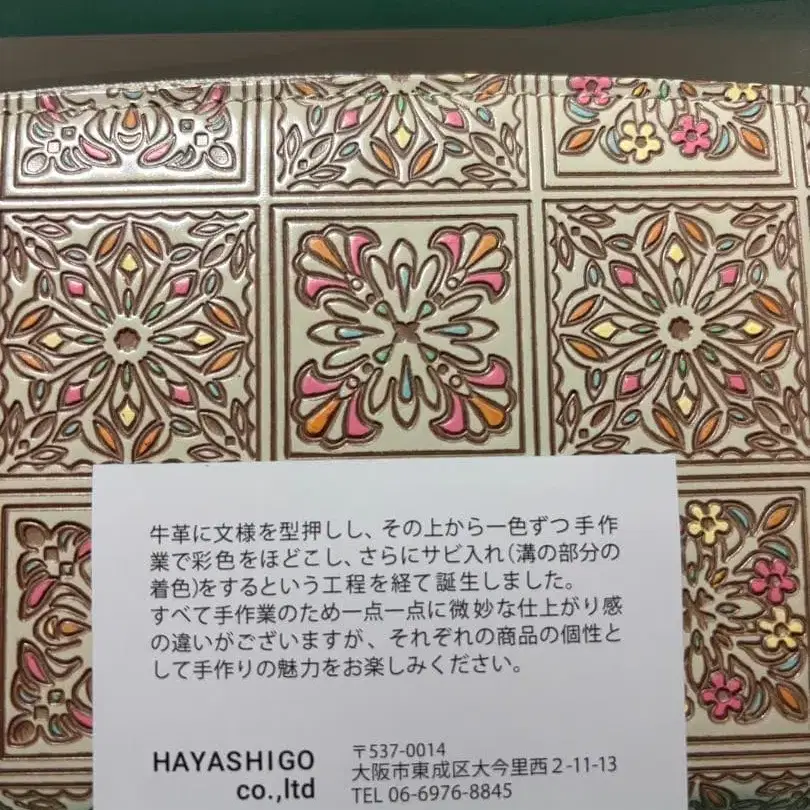 牛革に文様を型押しし、その上から一色ずつ手作
業で彩色をほどこし、さらにサビ入れ(溝の部分の
着色)をするという工程を経て誕生しました。
すべて手作業のため一点一点に微妙な仕上がり感
の違いがございますが、それぞれの商品の個性と
して手作りの魅力をお楽しみください。
HAYASHIGO
co.,ltd
〒537-0014
大阪市東成区大今里西2-11-13
TEL 06-6976-8845